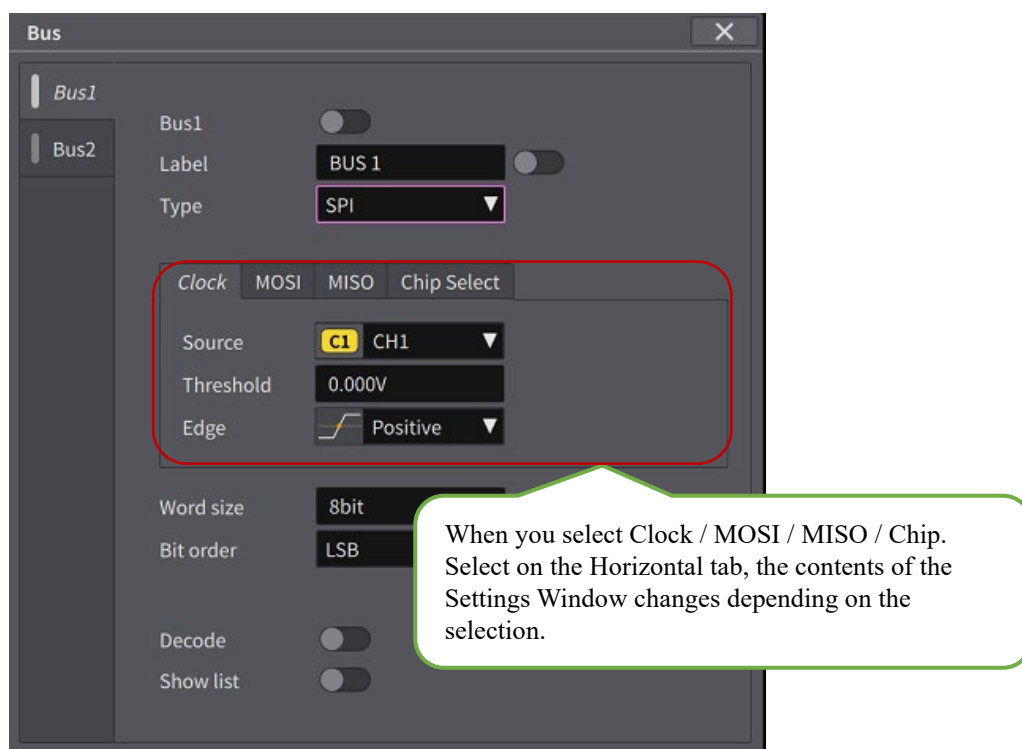 Bus
Bus1
Bus2
Bus1
Label BUS 1
Type SPI
Clock MOSI MISO Chip Select
Source C1 CH1
Threshold 0.000V
Edge Positive
Word size 8bit
Bit order LSB
Decode
Show list
When you select Clock / MOSI / MISO / Chip.
Select on the Horizontal tab, the contents of the
Settings Window changes depending on the
selection.